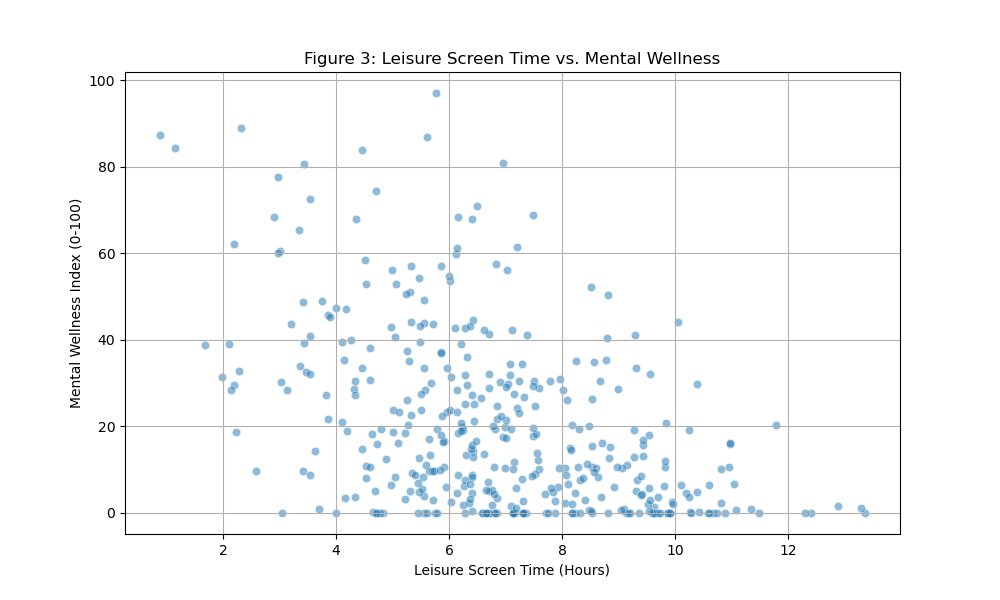 Figure 3: Leisure Screen Time vs. Mental Wellness
100
80
60
40
20
0
Mental Wellness Index (0-100)
2 4 6 8 10 12
Leisure Screen Time (Hours)